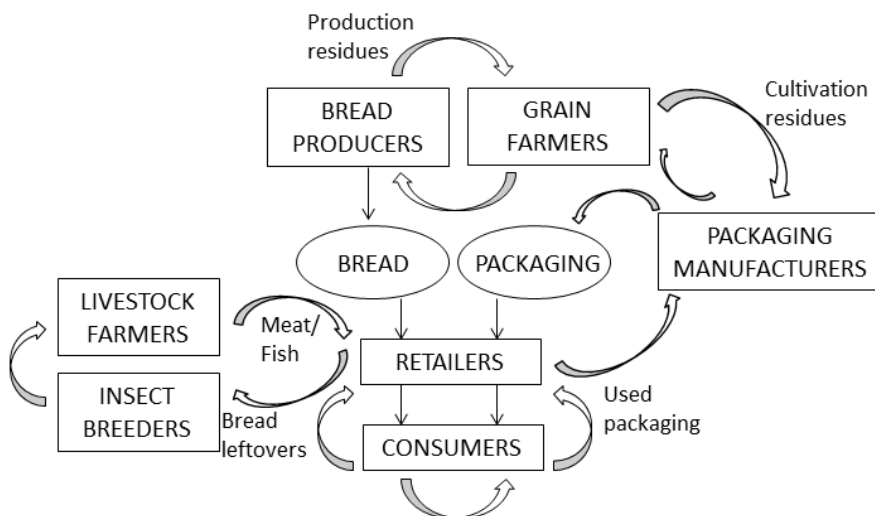 Production
residues
BREAD
PRODUCERS
GRAIN
FARMERS
Cultivation
residues
BREAD
PACKAGING
PACKAGING
MANUFACTURERS
LIVESTOCK
FARMERS
Meat/
Fish
RETAILERS
INSECT
BREEDERS
Bread
leftovers
CONSUMERS
Used
packaging